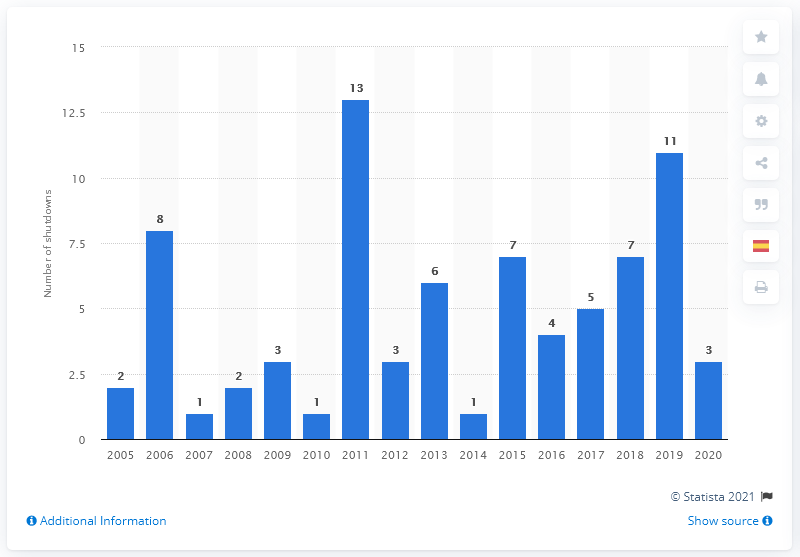 15
12.5
10
7.5
5
2.5
0
Number of shutdowns
2 8 1 2 3 1 13 3 6 1 7 4 5 7 11 3
2005 2006 2007 2008 2009 2010 2011 2012 2013 2014 2015 2016 2017 2018 2019 2020
© Statista 2021
Additional Information
Show source